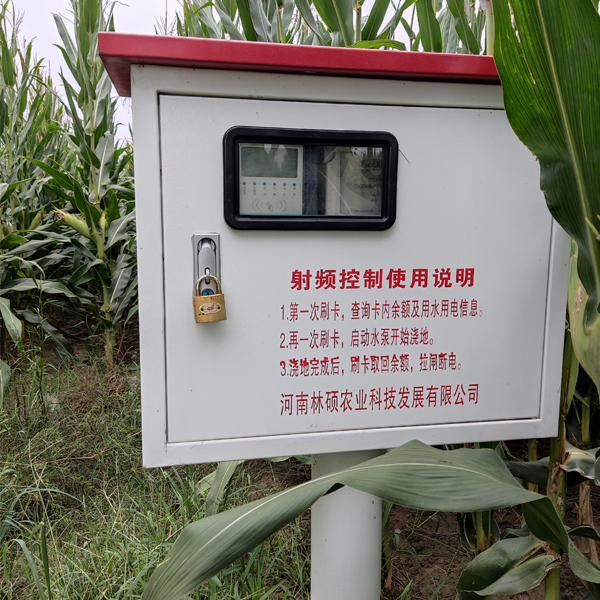 射频控制使用说明
1.第一次刷卡，查询卡内余额及用水用电信息。
2.再一次刷卡，启动水泵开始浇地。
3.浇地完成后，刷卡取回余额，拉闸断电。
河南林硕农业科技发展有限公司